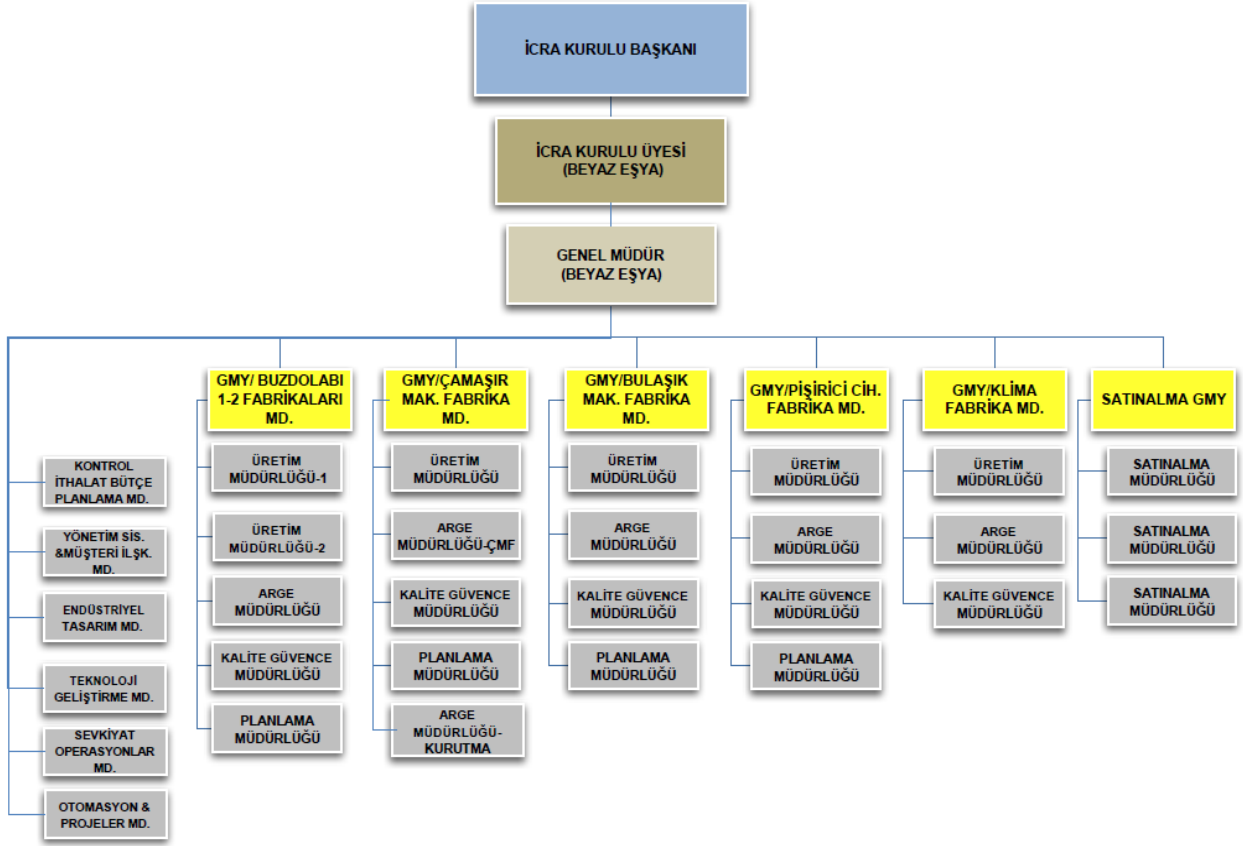 İCRA KURULU BAŞKANI
İCRA KURULU ÜYESİ
(BEYAZ EŞYA)
GENEL MÜDÜR
(BEYAZ EŞYA)
KONTROL
İTHALAT BÜTÇE
PLANLAMA MD.
YÖNETİM SİS.
&MÜŞTERİ İLŞK.
MD.
ENDÜSTRİYEL
TASARIM MD.
TEKNOLOJİ
GELİŞTİRME MD.
SEVKİYAT
OPERASYONLAR
MD.
OTOMASYON &
PROJELER MD.
GMY/ BUZDOLABI
1-2 FABRİKALARI
MD.
ÜRETİM
MÜDÜRLÜĞÜ-1
ÜRETİM
MÜDÜRLÜĞÜ-2
ARGE
MÜDÜRLÜĞÜ
KALİTE GÜVENCE
MÜDÜRLÜĞÜ
PLANLAMA
MÜDÜRLÜĞÜ
GMY/ÇAMAŞIR
MAK. FABRİKA
MD.
ÜRETİM
MÜDÜRLÜĞÜ
ARGE
MÜDÜRLÜĞÜ-ÇMF
KALİTE GÜVENCE
MÜDÜRLÜĞÜ
PLANLAMA
MÜDÜRLÜĞÜ
ARGE
MÜDÜRLÜĞÜ-
KURUTMA
GMY/BULAŞIK
MAK. FABRİKA
MD.
ÜRETİM
MÜDÜRLÜĞÜ
ARGE
MÜDÜRLÜĞÜ
KALİTE GÜVENCE
MÜDÜRLÜĞÜ
PLANLAMA
MÜDÜRLÜĞÜ
GMY/PİŞİRİCİ CİH.
FABRİKA MD.
ÜRETİM
MÜDÜRLÜĞÜ
ARGE
MÜDÜRLÜĞÜ
KALİTE GÜVENCE
MÜDÜRLÜĞÜ
PLANLAMA
MÜDÜRLÜĞÜ
GMY/KLİMA
FABRİKA MD.
ÜRETİM
MÜDÜRLÜĞÜ
ARGE
MÜDÜRLÜĞÜ
KALİTE GÜVENCE
MÜDÜRLÜĞÜ
SATINALMA GMY
SATINALMA
MÜDÜRLÜĞÜ
SATINALMA
MÜDÜRLÜĞÜ
SATINALMA
MÜDÜRLÜĞÜ